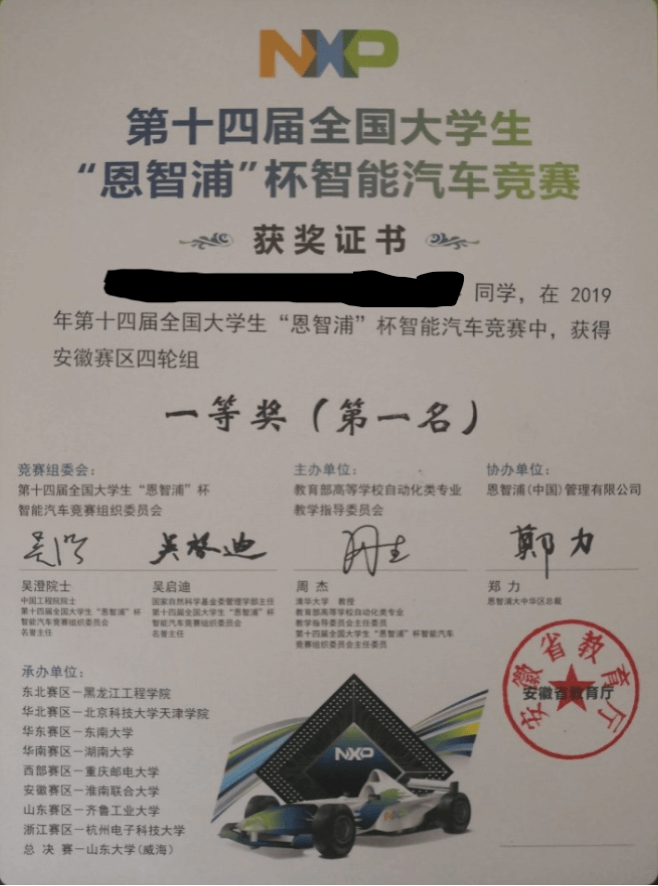 NXP
第十四届全国大学生
“恩智浦”杯智能汽车竞赛
获奖证书
同学，在 2019
年第十四届全国大学生“恩智浦”杯智能汽车竞赛中，获得
安徽赛区四轮组
一等奖（第一名）
竞赛组委会：
第十四届全国大学生“恩智浦”杯
智能汽车竞赛组织委员会
主办单位：
教育部高等学校自动化类专业
教学指导委员会
协办单位：
恩智浦(中国)管理有限公司
吴澄院士
中国工程院院士
第十四届全国大学生“恩智浦”杯
智能汽车竞赛组织委员会
名誉主任
吴启迪
国家自然科学基金委管理学部主任
第十四届全国大学生“恩智浦”杯
智能汽车竞赛组织委员会
名誉主任
周 杰
清华大学 教授
教育部高等学校自动化类专业
教学指导委员会主任委员
第十四届全国大学生“恩智浦”杯智能汽车
竞赛组织委员会主任委员
郑 力
郑 力
恩智浦大中华区总裁
承办单位：
东北赛区－黑龙江工程学院
华北赛区－北京科技大学天津学院
华东赛区－东南大学
华南赛区－湖南大学
西部赛区－重庆邮电大学
安徽赛区－淮南联合大学
山东赛区－齐鲁工业大学
浙江赛区－杭州电子科技大学
总 决 赛－山东大学(威海)
安徽省教育厅
安徽省教育厅
NXP